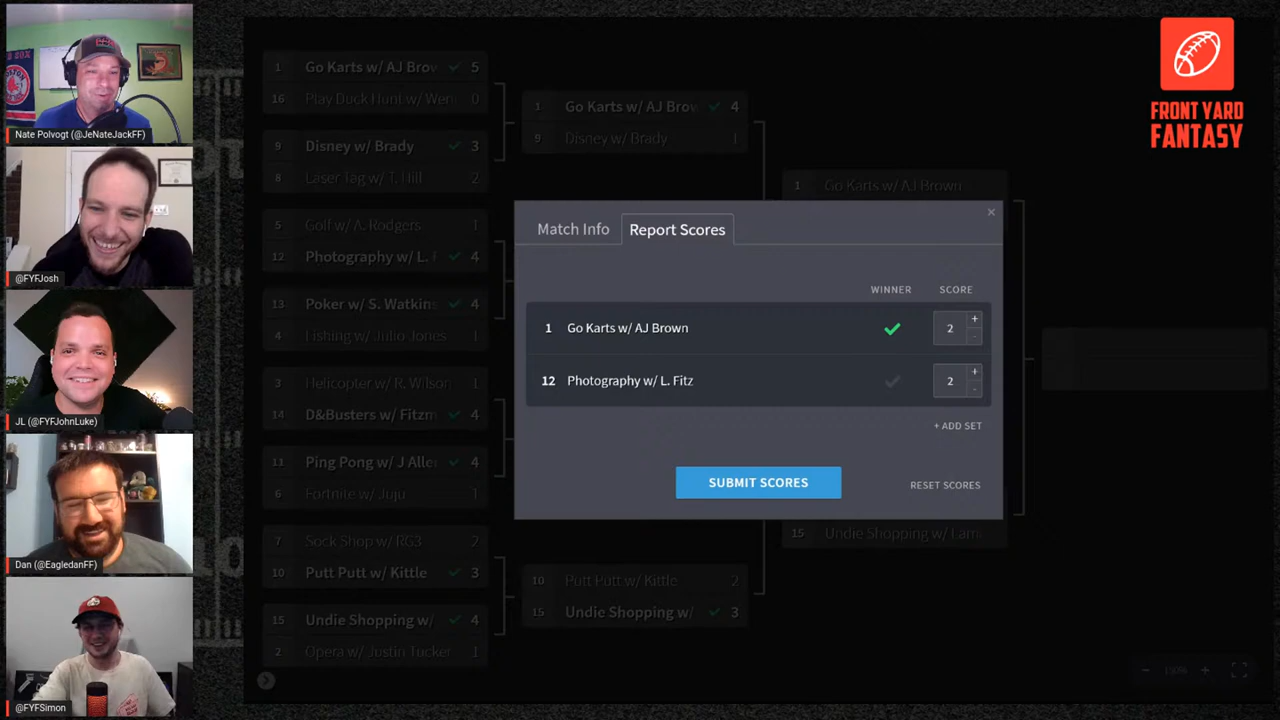 Nate Polvogt (@JeNateJackFF)
@FYFJosh
JL (@FYFJohnLuke)
Dan (@EagledanFF)
@FYFSimon
1 Go Karts w/ AJ Brov 5
16 Play Duck Hunt w/ Wen 0
9 Disney w/ Brady 3
8 Laser Tag w/ T. Hill 2
5 Golf w/ A. Rodgers 1
12 Photography w/ L. F 4
13 Poker w/ S. Watkins 4
4 Fishing w/ Julio Jones 1
3 Helicopter w/ R. Wilson 1
14 D&Busters w/ Fitzm 4
11 Ping Pong w/ J Aller 4
6 Fortnite w/ Juju 1
7 Sock Shop w/ RG3 2
10 Putt Putt w/ Kittle 3
15 Undie Shopping w/ 4
2 Opera w/ Justin Tucker 1
1 Go Karts w/ AJ Brow 4
9 Disney w/ Brady 1
10 Putt Putt w/ Kittle 2
15 Undie Shopping w/ 3
1 Go Karts w/ AJ Brown
15 Undie Shopping w/ Lam
Match Info Report Scores ×
WINNER SCORE
1 Go Karts w/ AJ Brown 2 + -
12 Photography w/ L. Fitz 2 + -
+ ADD SET
SUBMIT SCORES RESET SCORES
FRONT YARD
FANTASY
− 130% +